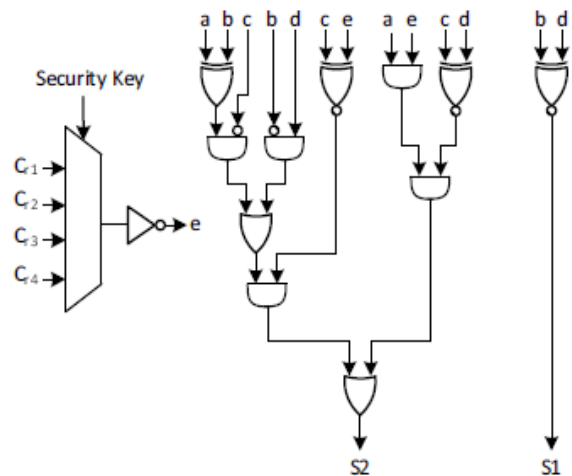 a b c b d c e a e c d b d
Security Key
Cr1
Cr2
Cr3
Cr4
e
S2 S1